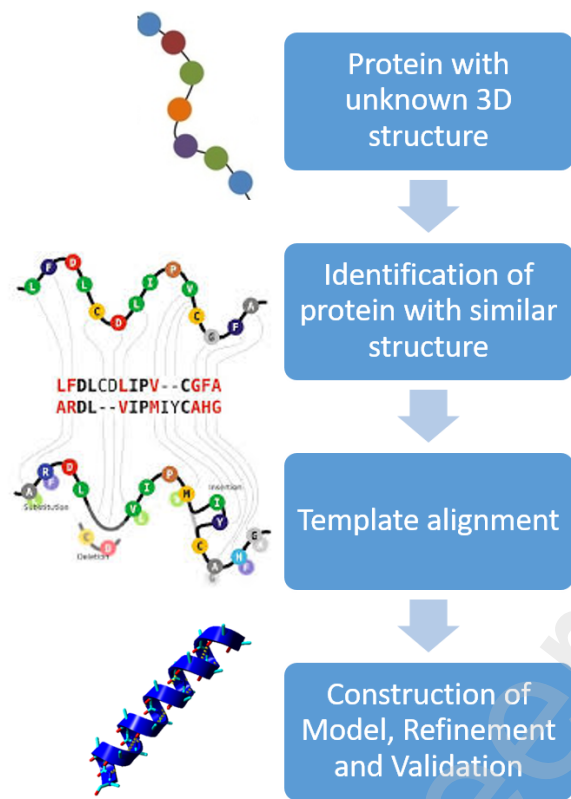 Protein with
unknown 3D
structure
Identification of
protein with similar
structure
L F D L C D L I P V C G F A
LFDLCDLIPV--CGFA
ARDL--VIPMIYCAHG
A R D L V I P M I Y C A H G
Substitution
Deletion
Insertion
C D
Template alignment
Construction of
Model, Refinement
and Validation